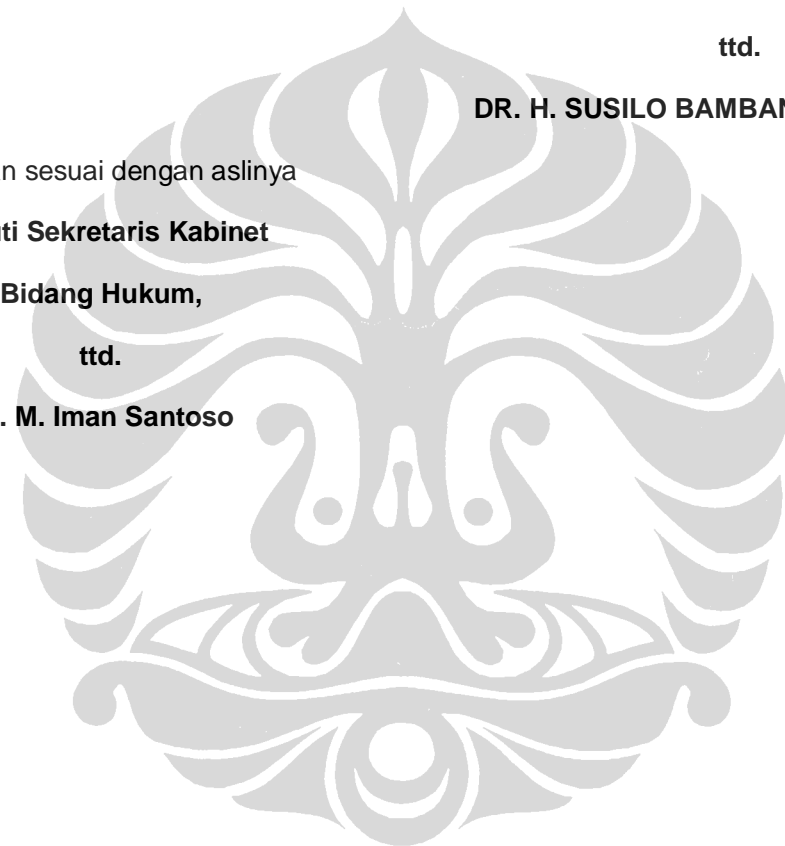 ttd.
DR. H. SUSILO BAMBAN
n sesuai dengan aslinya
ti Sekretaris Kabinet
Bidang Hukum,
ttd.
. M. Iman Santoso